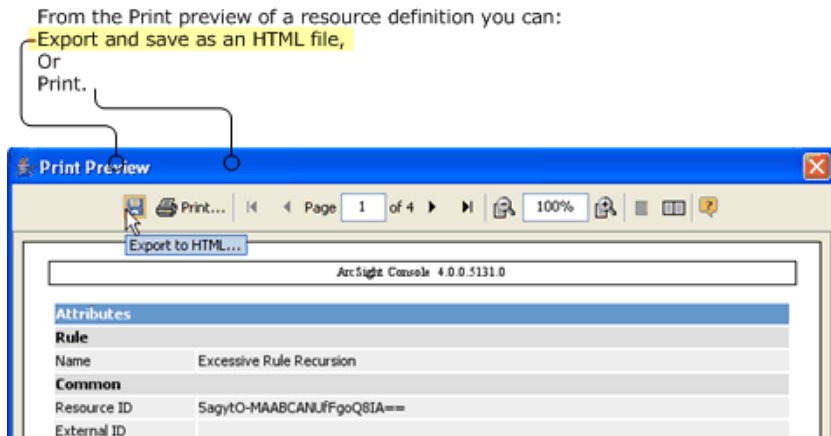 From the Print preview of a resource definition you can:
Export and save as an HTML file,
Or
Print.
Print Preview
Print... Page 1 of 4 100%
Export to HTML...
ArcSight Console 4.0.0.5131.0
Attributes
Rule
Name Excessive Rule Recursion
Common
Resource ID 5agytO-MAABCANUfFgoQ8IA==
External ID